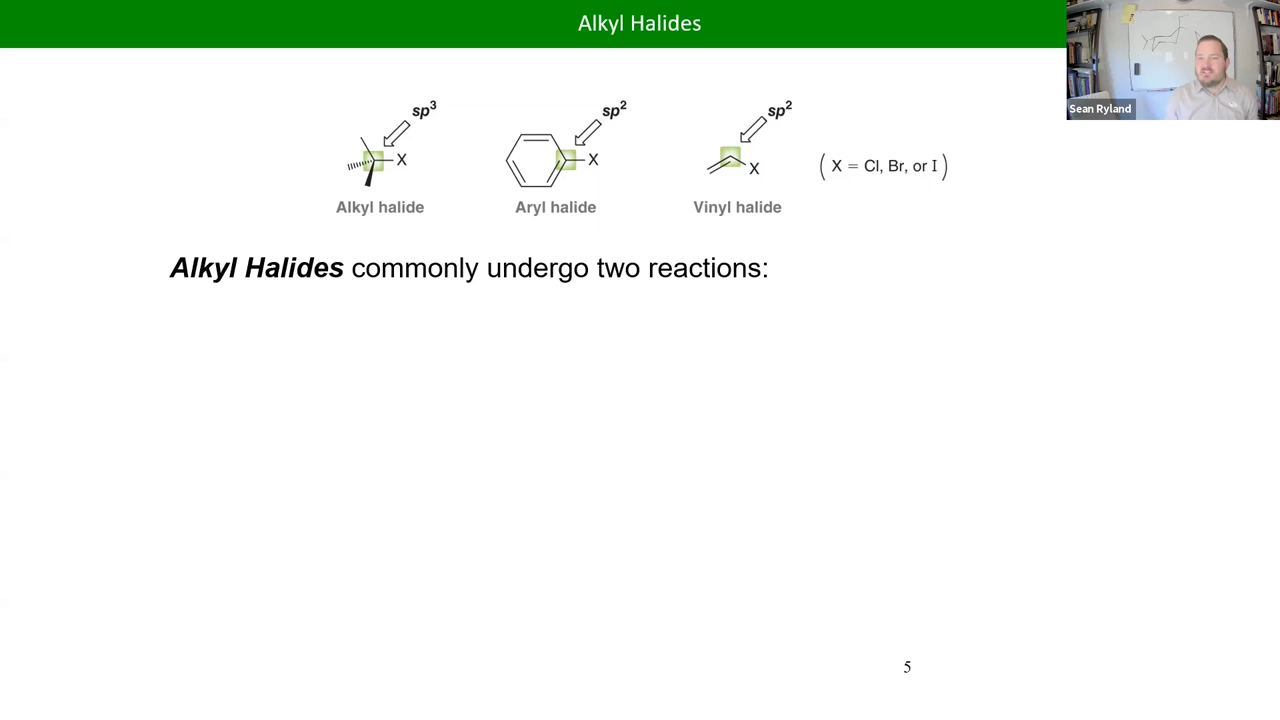 Alkyl Halides
Sean Ryland
sp3 sp2 sp2
X X X ( X = Cl, Br, or I )
Alkyl halide Aryl halide Vinyl halide
Alkyl Halides commonly undergo two reactions:
5